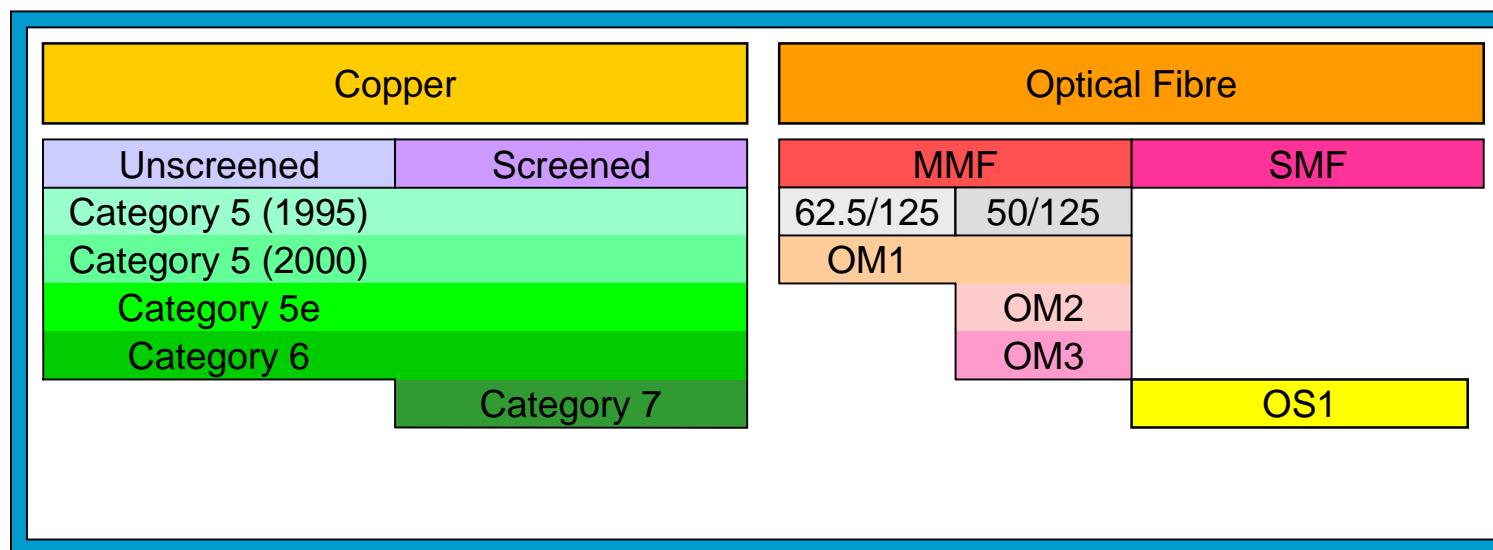 Copper
Optical Fibre
Unscreened Screened
MMF SMF
Category 5 (1995)
62.5/125 50/125
Category 5 (2000)
OM1
Category 5e
OM2
Category 6
OM3
Category 7
OS1